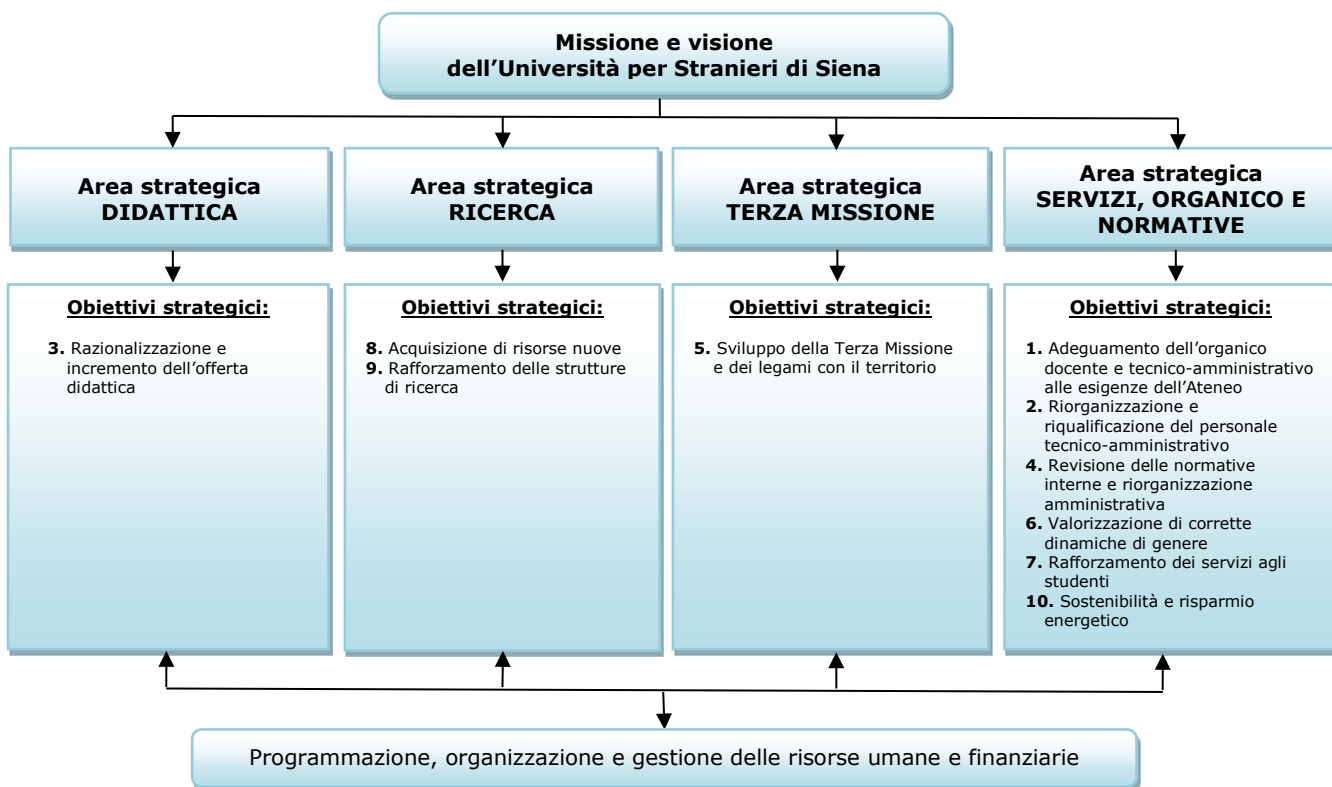 Missione e visione
dell’Università per Stranieri di Siena
Area strategica
DIDATTICA
Area strategica
RICERCA
Area strategica
TERZA MISSIONE
Area strategica
SERVIZI, ORGANICO E
NORMATIVE
Obiettivi strategici:
3. Razionalizzazione e
incremento dell’offerta
didattica
Obiettivi strategici:
8. Acquisizione di risorse nuove
9. Rafforzamento delle strutture
di ricerca
Obiettivi strategici:
5. Sviluppo della Terza Missione
e dei legami con il territorio
Obiettivi strategici:
1. Adeguamento dell’organico
docente e tecnico-amministrativo
alle esigenze dell’Ateneo
2. Riorganizzazione e
riqualificazione del personale
tecnico-amministrativo
4. Revisione delle normative
interne e riorganizzazione
amministrativa
6. Valorizzazione di corrette
dinamiche di genere
7. Rafforzamento dei servizi agli
studenti
10. Sostenibilità e risparmio
energetico
Programmazione, organizzazione e gestione delle risorse umane e finanziarie